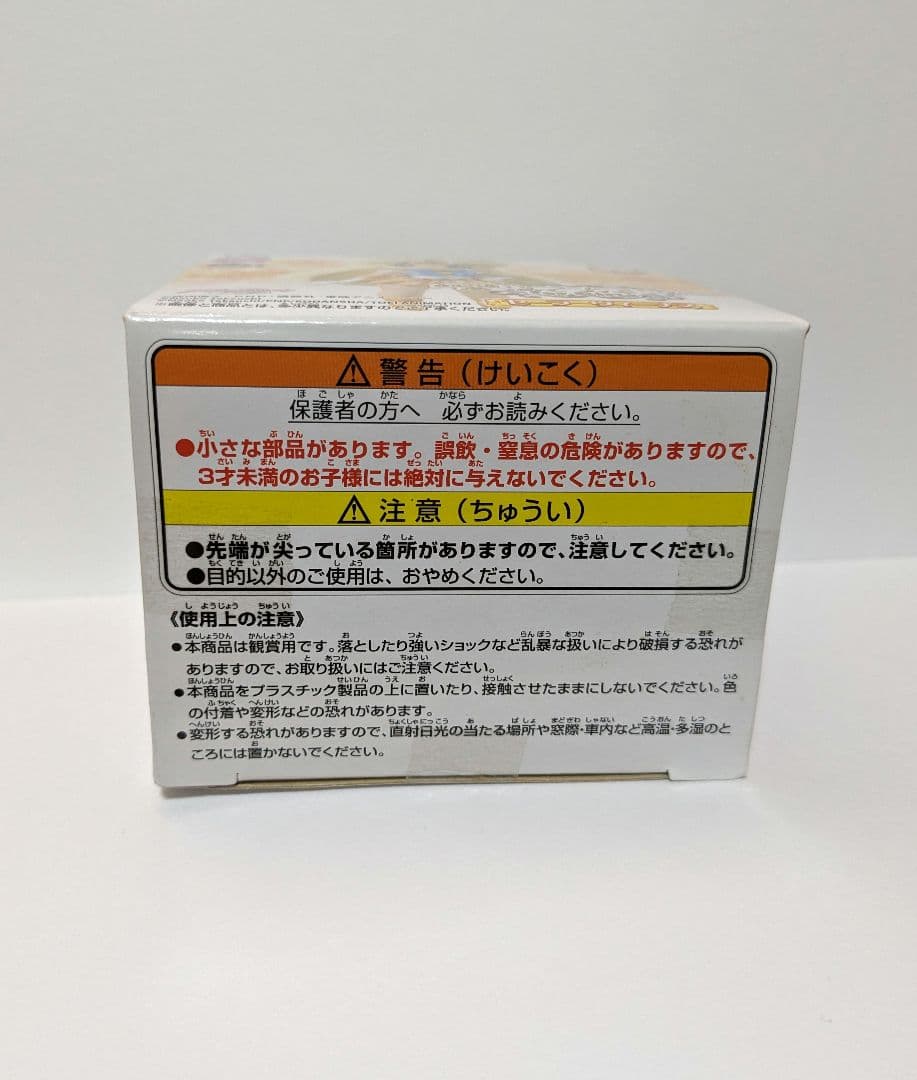 警告（けいこく）
保護者の方へ 必ずお読みください。
●小さな部品があります。誤飲・窒息の危険がありますので、
3才未満のお子様には絶対に与えないでください。
注意（ちゅうい）
●先端が尖っている箇所がありますので、注意してください。
●目的以外のご使用は、おやめください。
《使用上の注意》
●本商品は観賞用です。落としたり強いショックなど乱暴な扱いにより破損する恐れが
ありますので、お取り扱いにはご注意ください。
●本商品をプラスチック製品の上に置いたり、接触させたままにしないでください。色
の付着や変形などの恐れがあります。
●変形する恐れがありますので、直射日光の当たる場所や窓際・車内など高温・多湿のと
ころには置かないでください。